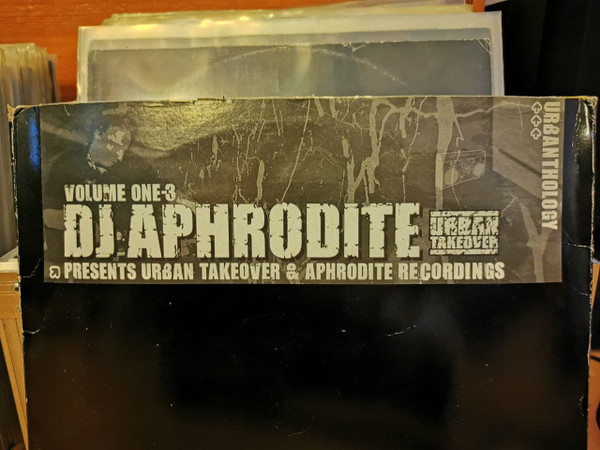 VOLUME ONE-3
DJ APHRODITE
URBAN
TAKEOVER
PRESENTS URBAN TAKEOVER & APHRODITE RECORDINGS
URBANTHOLOGY